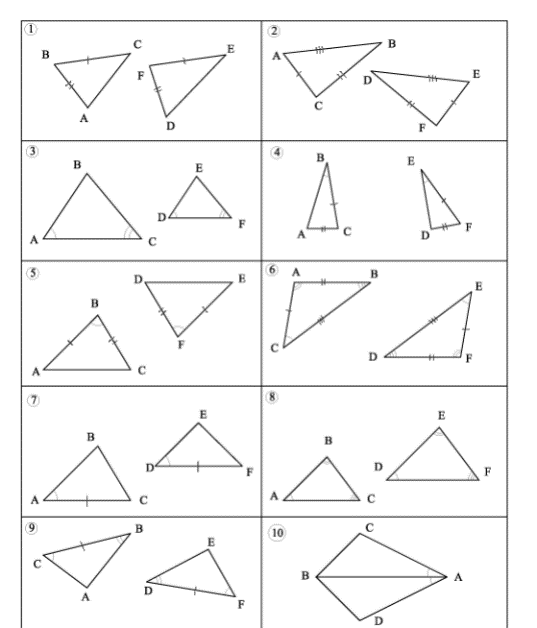 ① ②
B C F E A D
A B C D E F
③ ④
B A C E D F
B A C E D F
⑤ ⑥
D E F B A C
A B C E D F
⑦ ⑧
B A C E D F
B A C E D F
⑨ ⑩
B C A E D F
C B A D